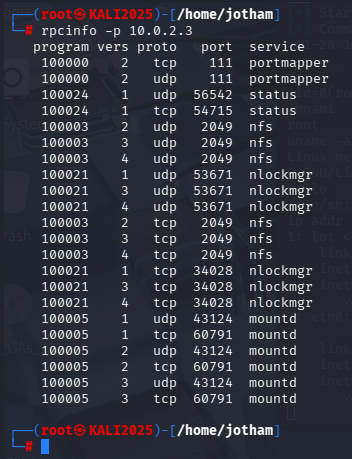 ┌──(root㉿KALI2025)-[/home/jotham]
└─# rpcinfo -p 10.0.2.3
program vers proto port service
100000 2 tcp 111 portmapper
100000 2 udp 111 portmapper
100024 1 udp 56542 status
100024 1 tcp 54715 status
100003 2 udp 2049 nfs
100003 3 udp 2049 nfs
100003 4 udp 2049 nfs
100021 1 udp 53671 nlockmgr
100021 3 udp 53671 nlockmgr
100021 4 udp 53671 nlockmgr
100003 2 tcp 2049 nfs
100003 3 tcp 2049 nfs
100003 4 tcp 2049 nfs
100021 1 tcp 34028 nlockmgr
100021 3 tcp 34028 nlockmgr
100021 4 tcp 34028 nlockmgr
100005 1 udp 43124 mountd
100005 1 tcp 60791 mountd
100005 2 udp 43124 mountd
100005 2 tcp 60791 mountd
100005 3 udp 43124 mountd
100005 3 tcp 60791 mountd
┌──(root㉿KALI2025)-[/home/jotham]
└─#